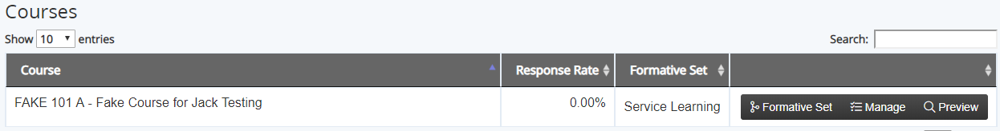 Courses
Show 10 entries Search:
Course Response Rate Formative Set
FAKE 101 A - Fake Course for Jack Testing 0.00% Service Learning Formative Set Manage Preview